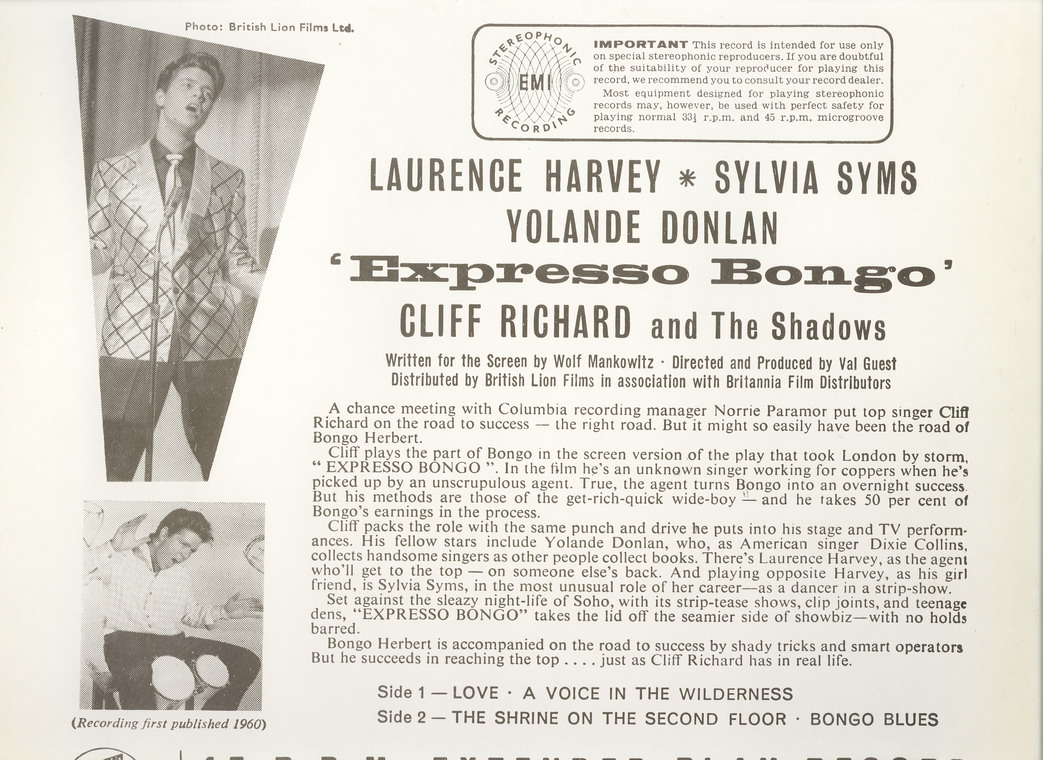 Photo: British Lion Films Ltd.
STEREOPHONIC
EMI
RECORDING
IMPORTANT This record is intended for use only
on special stereophonic reproducers. If you are doubtful
of the suitability of your reproducer for playing this
record, we recommend you to consult your record dealer.
Most equipment designed for playing stereophonic
records may, however, be used with perfect safety for
playing normal 33⅓ r.p.m. and 45 r.p.m. microgroove
records.
LAURENCE HARVEY * SYLVIA SYMS
YOLANDE DONLAN
‘Expresso Bongo’
CLIFF RICHARD and The Shadows
Written for the Screen by Wolf Mankowitz · Directed and Produced by Val Guest
Distributed by British Lion Films in association with Britannia Film Distributors
A chance meeting with Columbia recording manager Norrie Paramor put top singer Cliff
Richard on the road to success — the right road. But it might so easily have been the road of
Bongo Herbert.
Cliff plays the part of Bongo in the screen version of the play that took London by storm,
“ EXPRESSO BONGO ”. In the film he's an unknown singer working for coppers when he's
picked up by an unscrupulous agent. True, the agent turns Bongo into an overnight success.
But his methods are those of the get-rich-quick wide-boy — and he takes 50 per cent of
Bongo's earnings in the process.
Cliff packs the role with the same punch and drive he puts into his stage and TV perform-
ances. His fellow stars include Yolande Donlan, who, as American singer Dixie Collins,
collects handsome singers as other people collect books. There's Laurence Harvey, as the agent
who'll get to the top — on someone else's back. And playing opposite Harvey, as his girl
friend, is Sylvia Syms, in the most unusual role of her career—as a dancer in a strip-show.
Set against the sleazy night-life of Soho, with its strip-tease shows, clip joints, and teenage
dens, “EXPRESSO BONGO” takes the lid off the seamier side of showbiz—with no holds
barred.
Bongo Herbert is accompanied on the road to success by shady tricks and smart operators
But he succeeds in reaching the top . . . . just as Cliff Richard has in real life.
Side 1 — LOVE · A VOICE IN THE WILDERNESS
Side 2 — THE SHRINE ON THE SECOND FLOOR · BONGO BLUES
(Recording first published 1960)